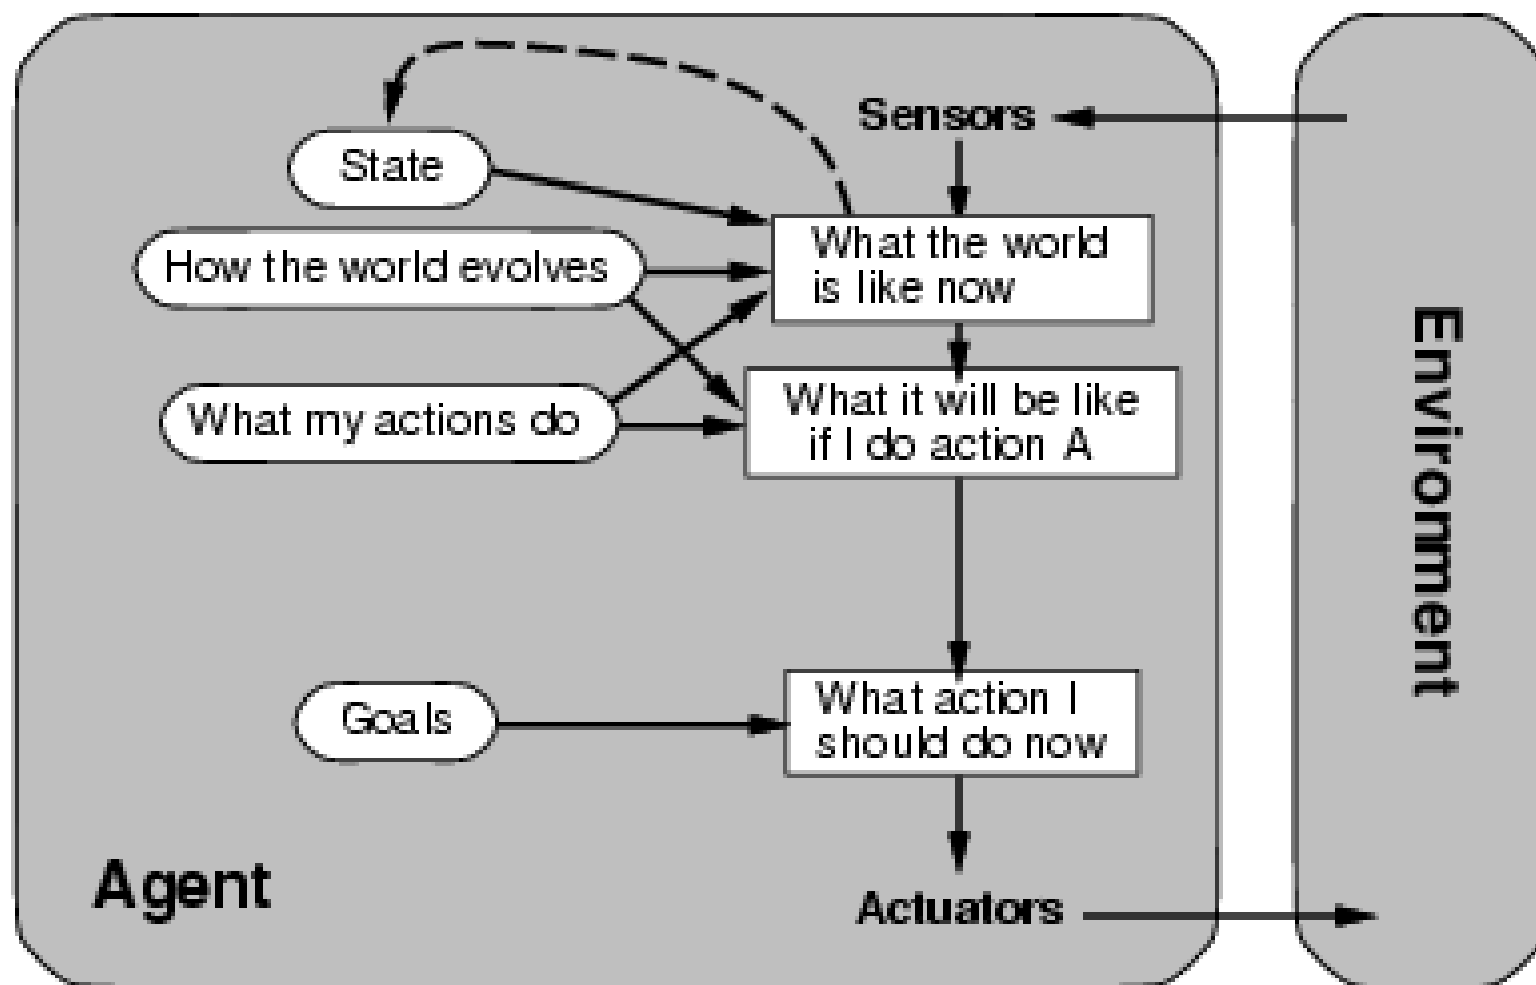 Sensors
State
What the world
is like now
How the world evolves
What it will be like
if I do action A
What my actions do
Environment
Goals
What action I
should do now
Agent
Actuators